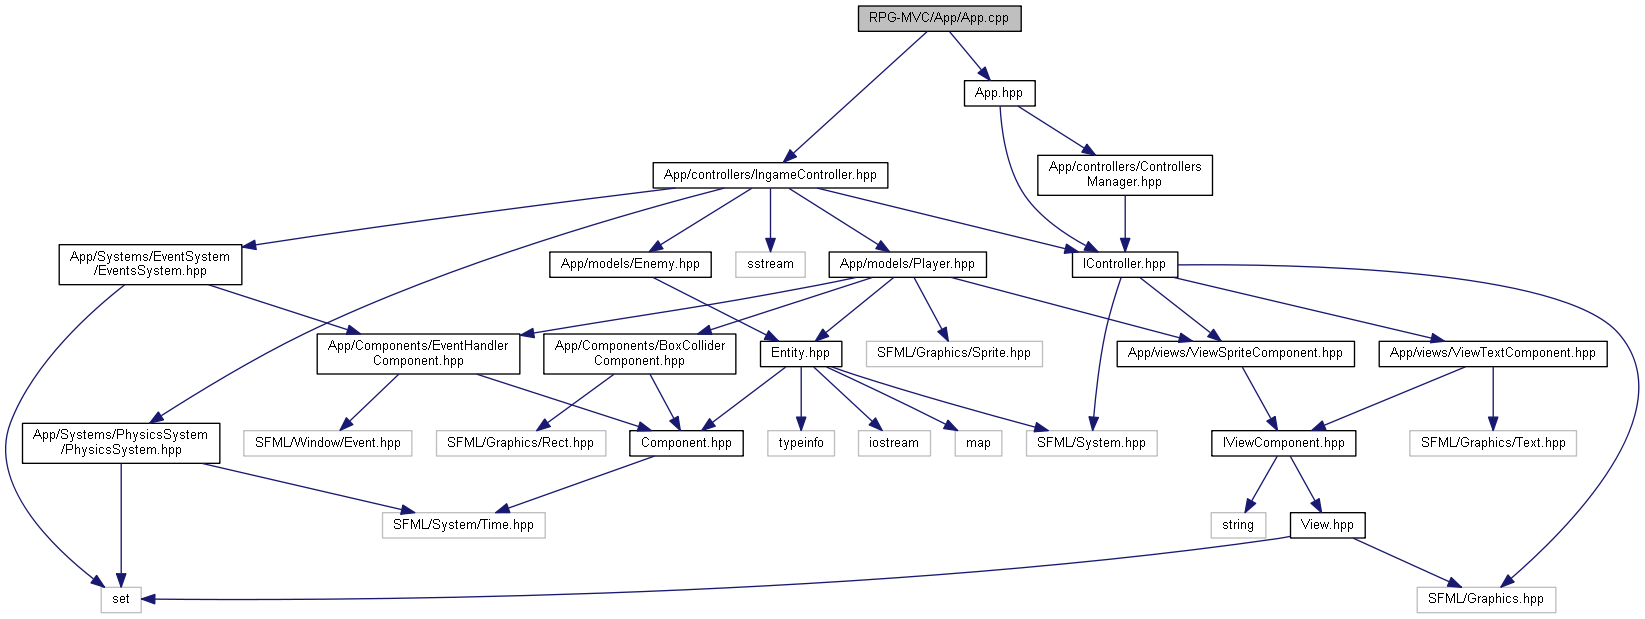 RPG-MVC/App/App.cpp
App.hpp
App/controllers/IngameController.hpp
App/controllers/Controllers
Manager.hpp
App/Systems/EventSystem
/EventsSystem.hpp
App/models/Enemy.hpp
sstream
App/models/Player.hpp
IController.hpp
App/Components/EventHandler
Component.hpp
App/Components/BoxCollider
Component.hpp
Entity.hpp
SFML/Graphics/Sprite.hpp
App/views/ViewSpriteComponent.hpp
App/views/ViewTextComponent.hpp
App/Systems/PhysicsSystem
/PhysicsSystem.hpp
SFML/Window/Event.hpp
SFML/Graphics/Rect.hpp
Component.hpp
typeinfo
iostream
map
SFML/System.hpp
IViewComponent.hpp
SFML/Graphics/Text.hpp
SFML/System/Time.hpp
string
View.hpp
set
SFML/Graphics.hpp